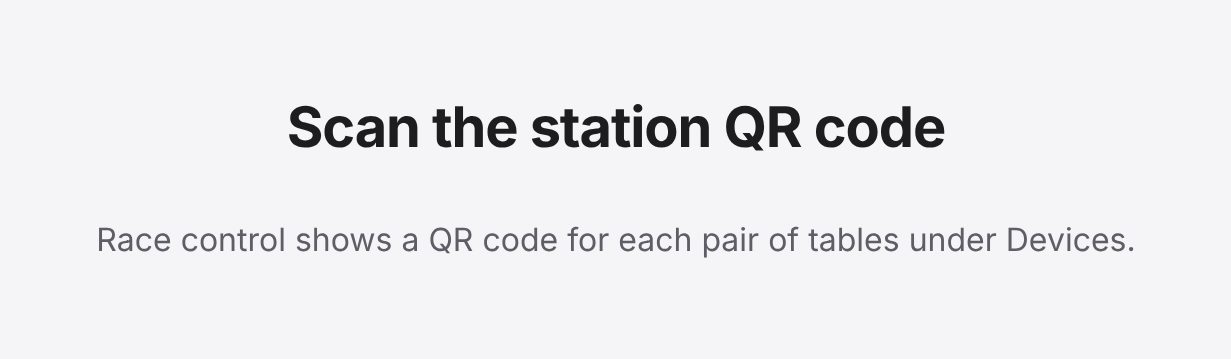 Scan the station QR code
Race control shows a QR code for each pair of tables under Devices.